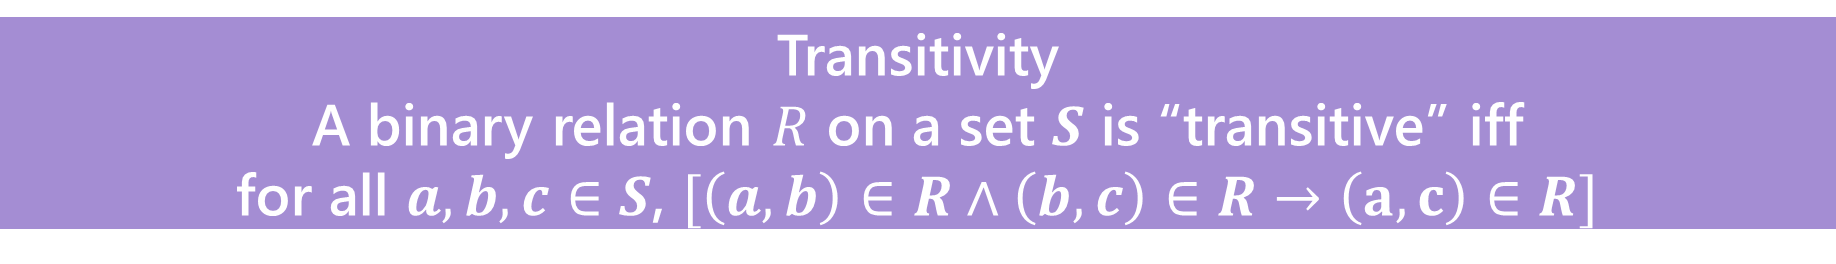 Transitivity
A binary relation R on a set S is “transitive” iff
for all a, b, c ∈ S, [(a, b) ∈ R ∧ (b, c) ∈ R → (a, c) ∈ R]